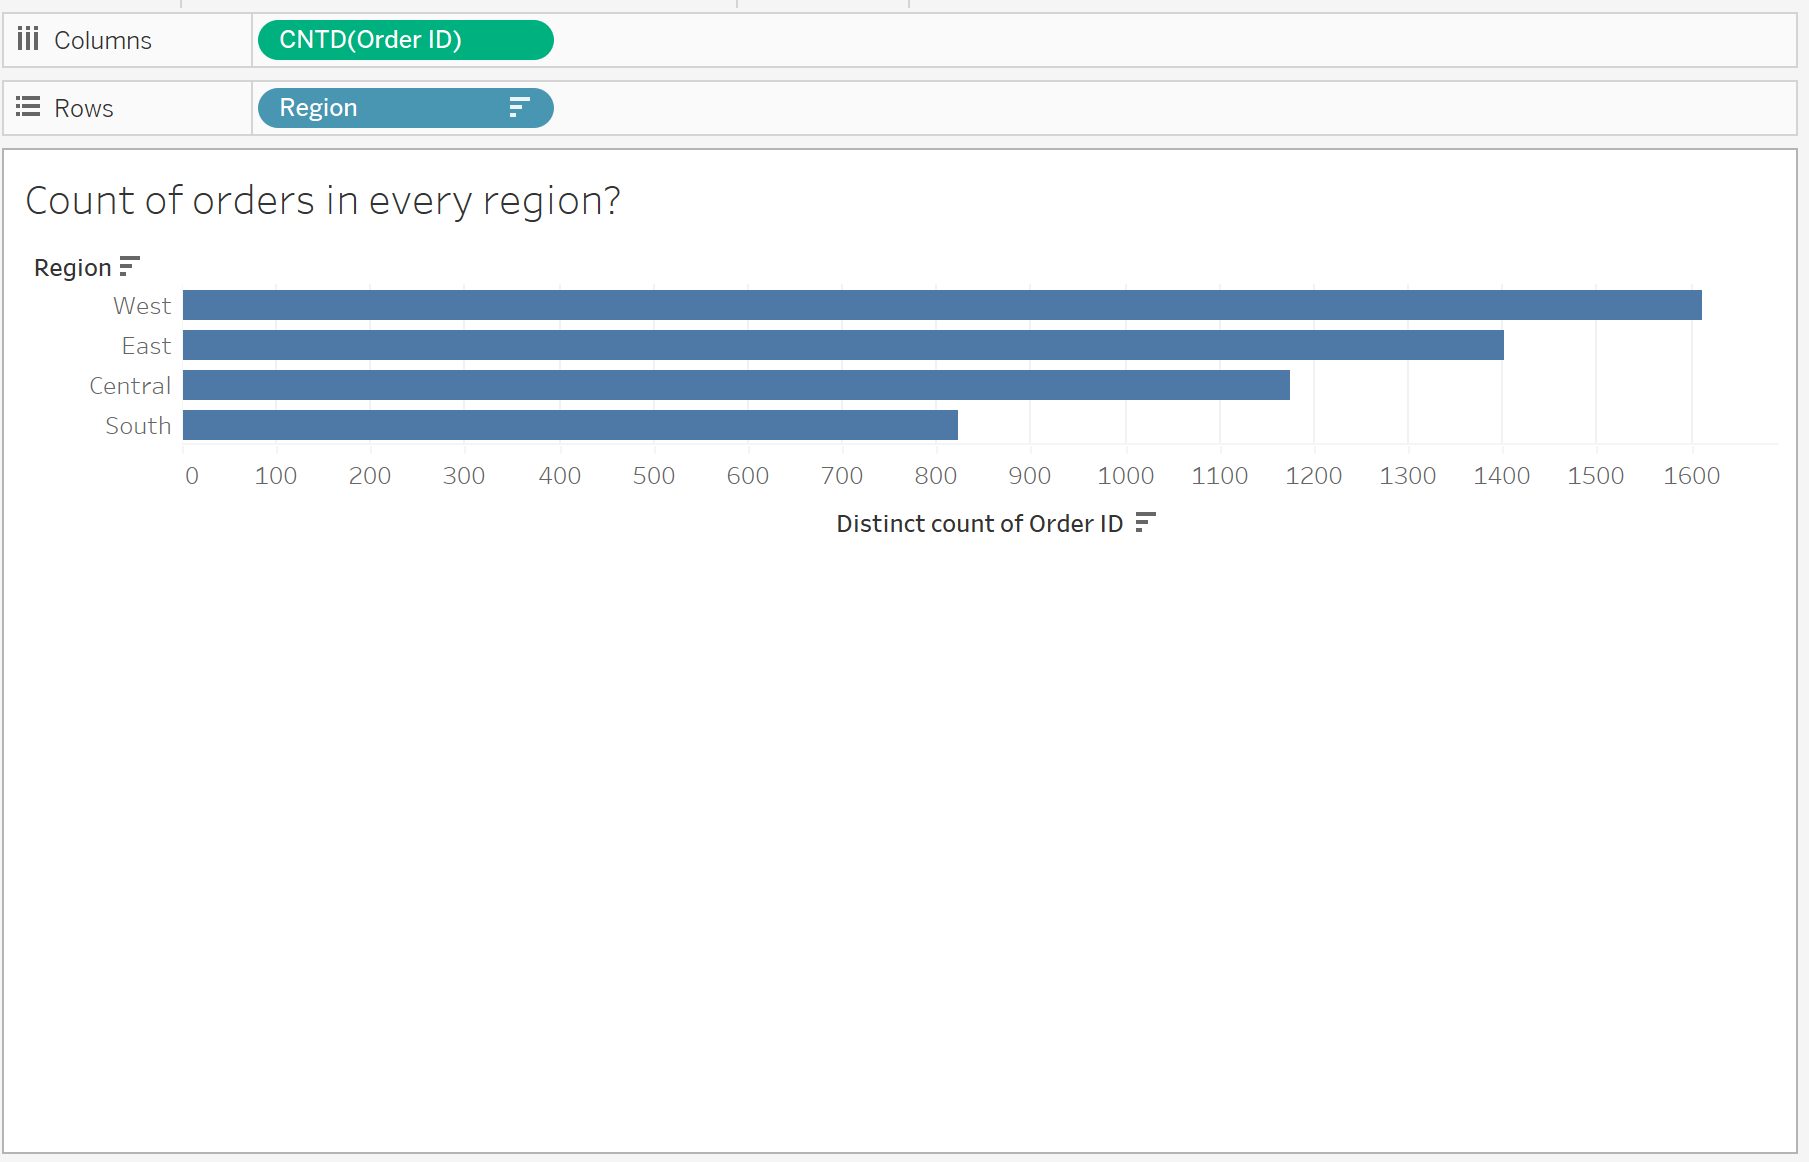 Columns CNTD(Order ID)
Rows Region
Count of orders in every region?
Region
West
East
Central
South
0 100 200 300 400 500 600 700 800 900 1000 1100 1200 1300 1400 1500 1600
Distinct count of Order ID